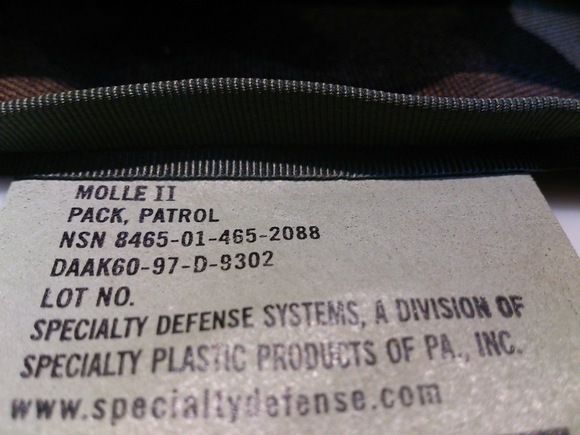 MOLLE II
PACK, PATROL
NSN 8465-01-465-2088
DAAK60-97-D-9302
LOT NO.
SPECIALTY DEFENSE SYSTEMS, A DIVISION OF
SPECIALTY PLASTIC PRODUCTS OF PA., INC.
www.specialtydefense.com